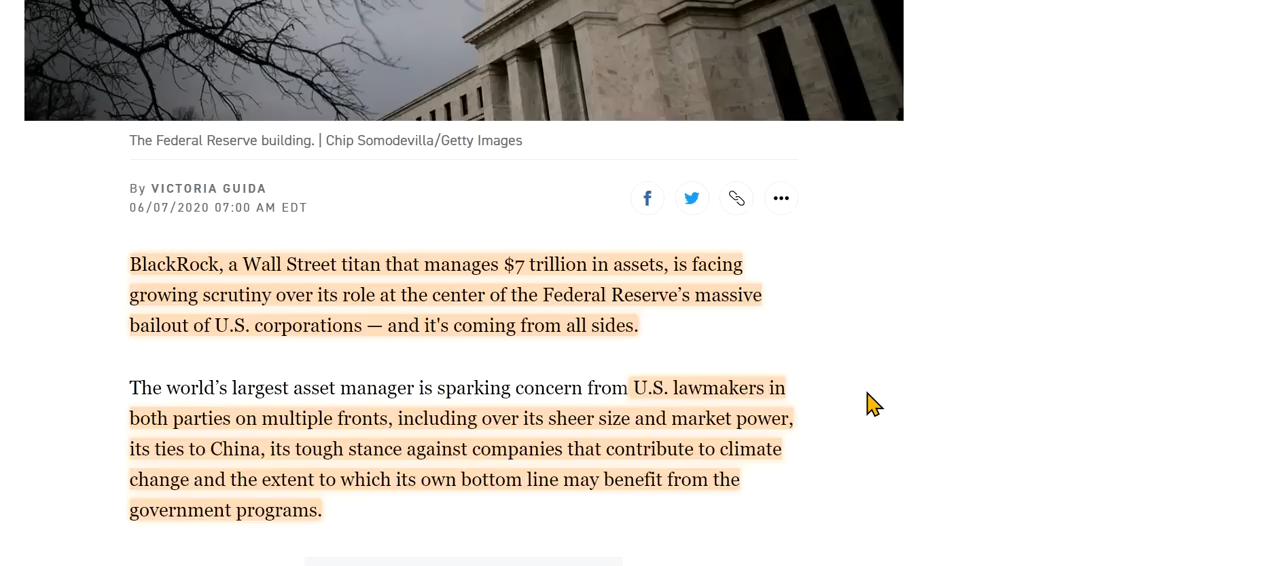 The Federal Reserve building. | Chip Somodevilla/Getty Images
By VICTORIA GUIDA
06/07/2020 07:00 AM EDT
BlackRock, a Wall Street titan that manages $7 trillion in assets, is facing
growing scrutiny over its role at the center of the Federal Reserve’s massive
bailout of U.S. corporations — and it's coming from all sides.
The world’s largest asset manager is sparking concern from U.S. lawmakers in
both parties on multiple fronts, including over its sheer size and market power,
its ties to China, its tough stance against companies that contribute to climate
change and the extent to which its own bottom line may benefit from the
government programs.